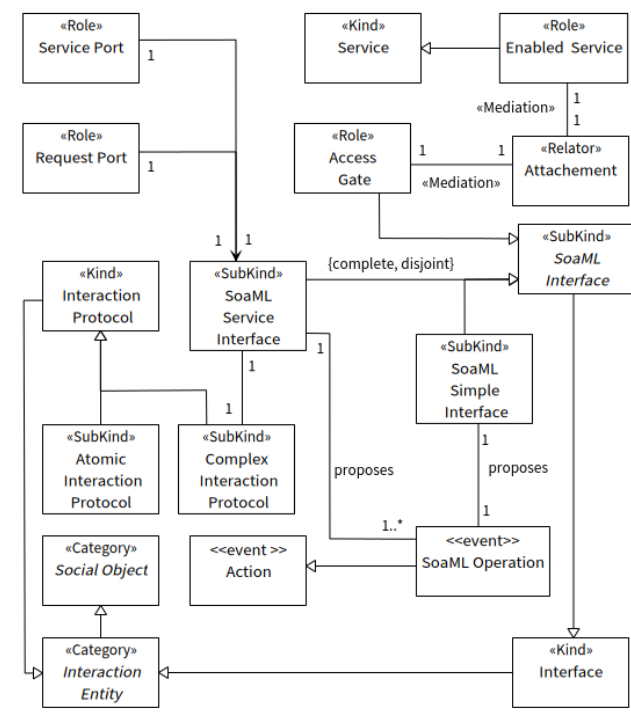 «Role»
Service Port
1
«Kind»
Service
«Role»
Enabled Service
1
«Mediation»
1
«Role»
Request Port
1
«Role»
Access
Gate
1
1
«Mediation»
«Relator»
Attachement
1
1
«SubKind»
SoaML
Interface
«Kind»
Interaction
Protocol
«SubKind»
SoaML
Service
Interface
{complete, disjoint}
1
1
1
«SubKind»
SoaML
Simple
Interface
«SubKind»
Atomic
Interaction
Protocol
«SubKind»
Complex
Interaction
Protocol
1
proposes
proposes
1..*
1
«Category»
Social Object
<<event >>
Action
<<event>>
SoaML Operation
«Category»
Interaction
Entity
«Kind»
Interface